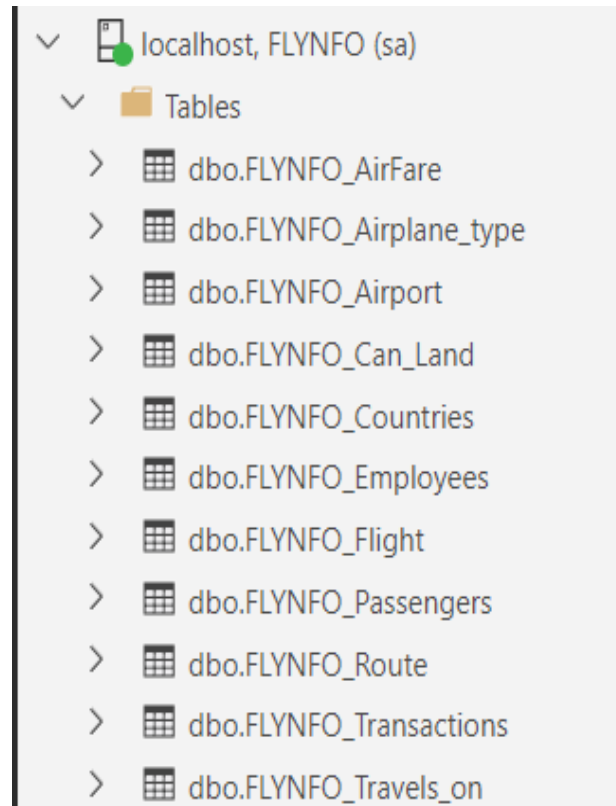 localhost, FLYNFO (sa)
Tables
dbo.FLYNFO_AirFare
dbo.FLYNFO_Airplane_type
dbo.FLYNFO_Airport
dbo.FLYNFO_Can_Land
dbo.FLYNFO_Countries
dbo.FLYNFO_Employees
dbo.FLYNFO_Flight
dbo.FLYNFO_Passengers
dbo.FLYNFO_Route
dbo.FLYNFO_Transactions
dbo.FLYNFO_Travels_on